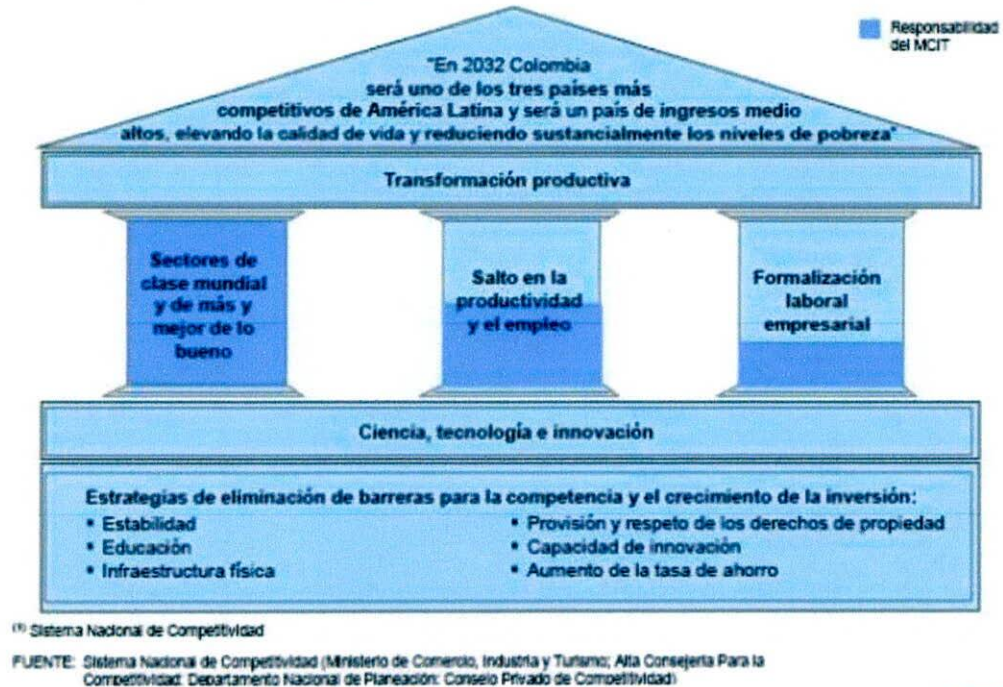 Responsabilidad
del MCIT
"En 2032 Colombia
será uno de los tres países más
competitivos de América Latina y será un país de ingresos medio
altos, elevando la calidad de vida y reduciendo sustancialmente los niveles de pobreza"
Transformación productiva
Sectores de
clase mundial
y de más y
mejor de lo
bueno
Salto en la
productividad
y el empleo
Formalización
laboral
empresarial
Ciencia, tecnología e innovación
Estrategias de eliminación de barreras para la competencia y el crecimiento de la inversión:
▪ Estabilidad
▪ Educación
▪ Infraestructura física
▪ Provisión y respeto de los derechos de propiedad
▪ Capacidad de innovación
▪ Aumento de la tasa de ahorro
(1) Sistema Nacional de Competitividad
FUENTE: Sistema Nacional de Competitividad (Ministerio de Comercio, Industria y Turismo; Alta Consejería Para la
Competitividad; Departamento Nacional de Planeación; Consejo Privado de Competitividad)